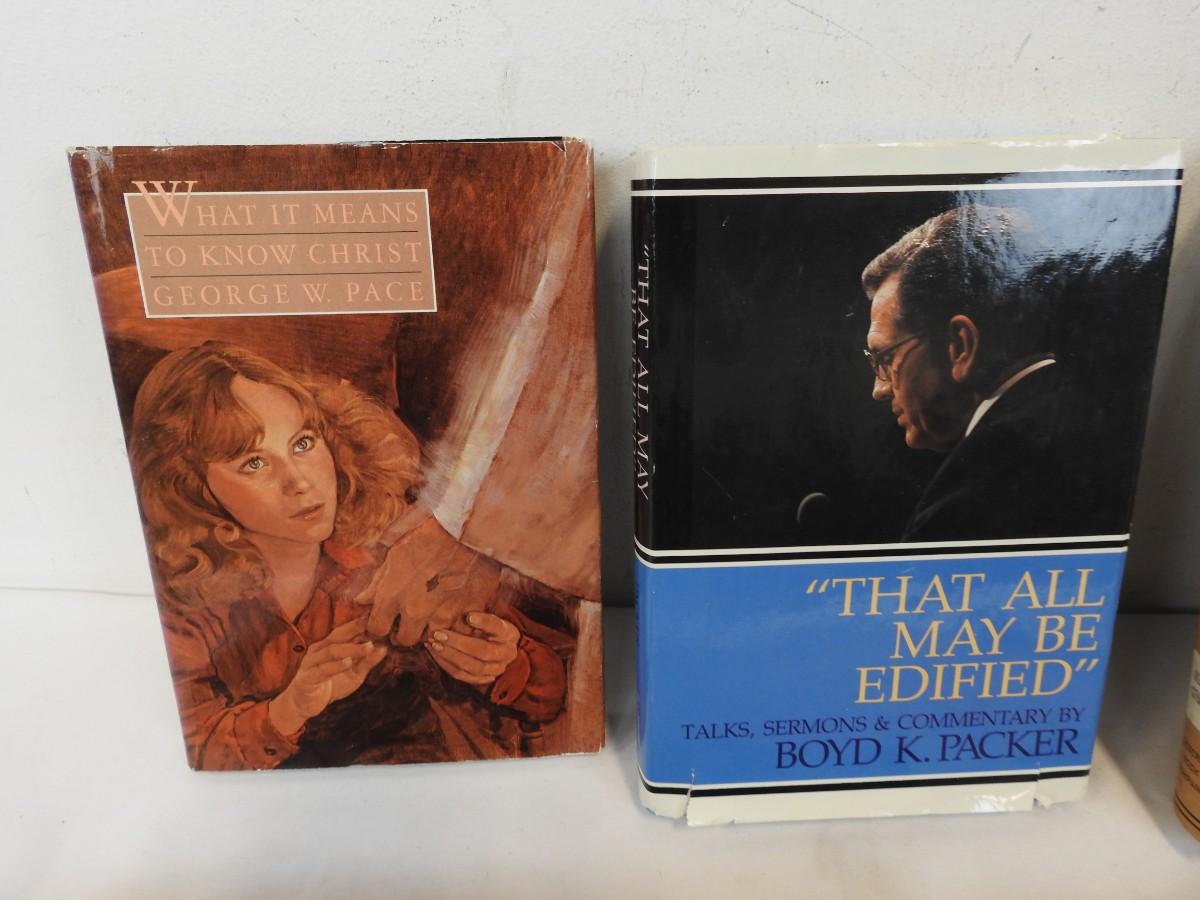 WHAT IT MEANS
TO KNOW CHRIST
GEORGE W. PACE
"THAT ALL MAY
"THAT ALL
MAY BE
EDIFIED"
TALKS, SERMONS & COMMENTARY BY
BOYD K. PACKER